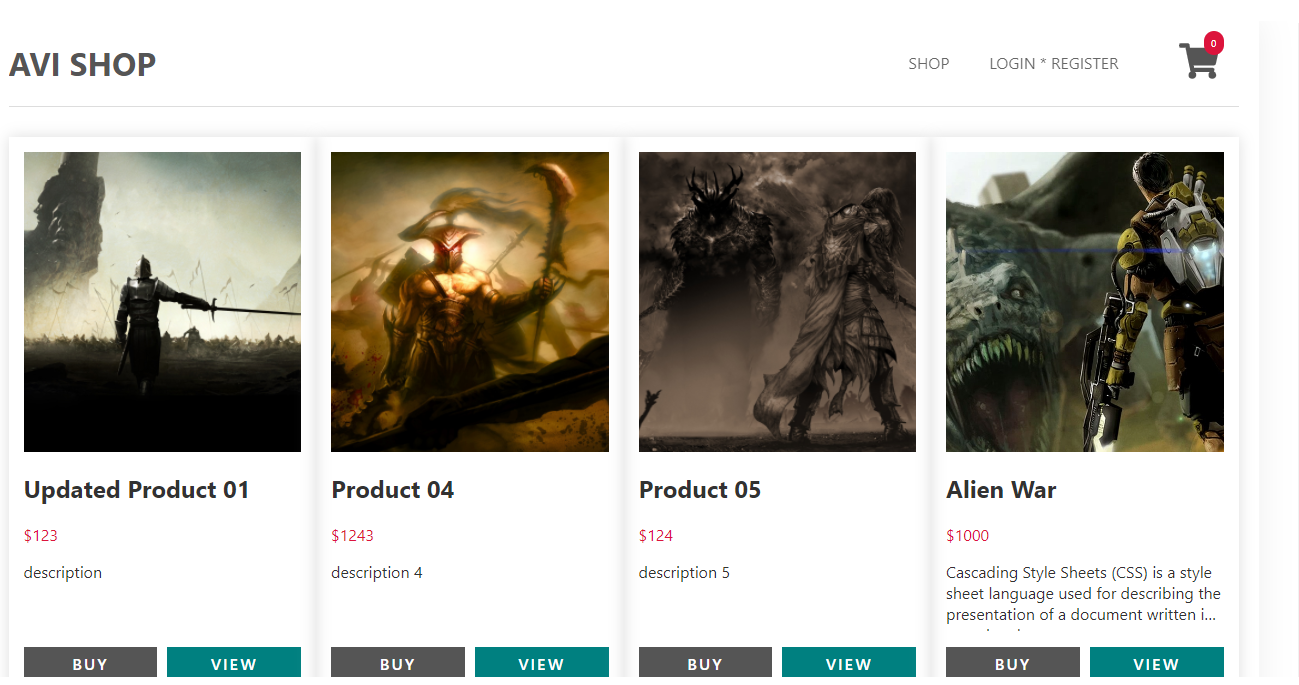 AVI SHOP
SHOP
LOGIN * REGISTER
0
Updated Product 01
$123
description
BUY
VIEW
Product 04
$1243
description 4
BUY
VIEW
Product 05
$124
description 5
BUY
VIEW
Alien War
$1000
Cascading Style Sheets (CSS) is a style
sheet language used for describing the
presentation of a document written i...
BUY
VIEW